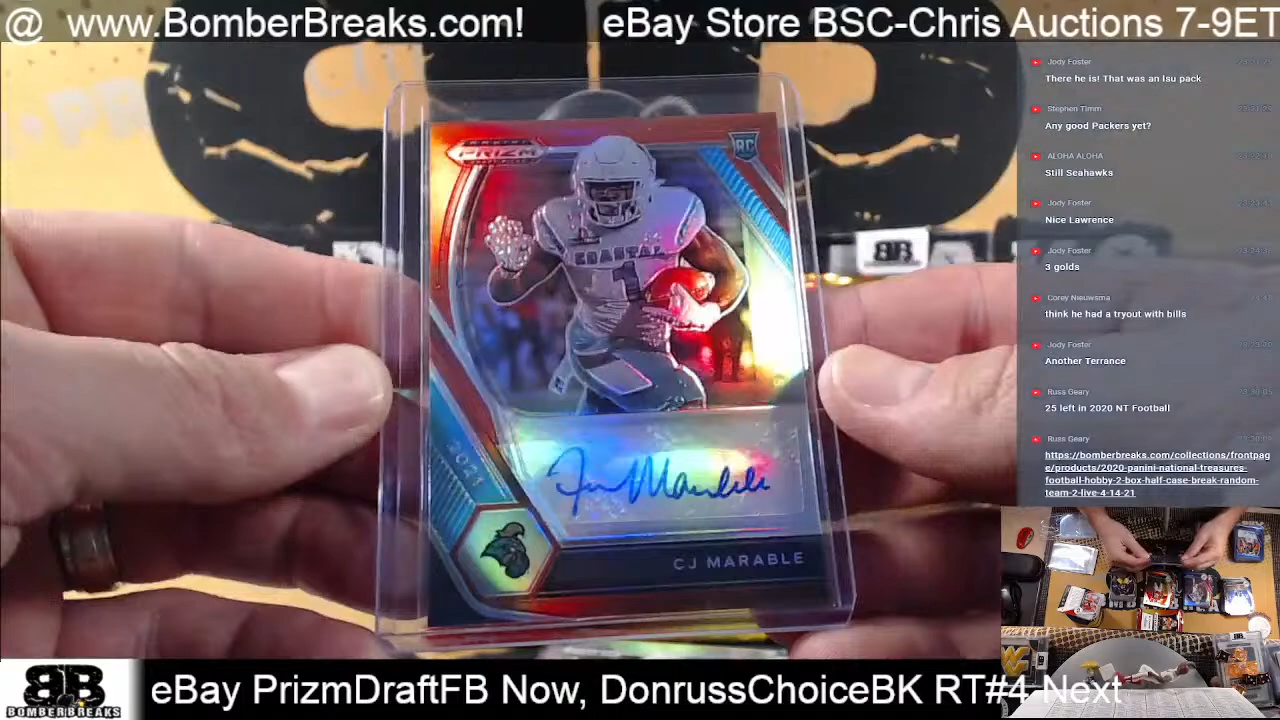 @ www.BomberBreaks.com! eBay Store BSC-Chris Auctions 7-9ET
PRIZM
RC
COASTAL
1
2021
CJ MARABLE
BB
Jody Foster
There he is! That was an lsu pack
Stephen Timm
Any good Packers yet?
ALOHA ALOHA
Still Seahawks
Jody Foster
Nice Lawrence
Jody Foster
3 golds
Corey Nieuwsma
think he had a tryout with bills
Jody Foster
Another Terrance
Russ Geary
25 left in 2020 NT Football
Russ Geary
https://bomberbreaks.com/collections/frontpag
e/products/2020-panini-national-treasures-
football-hobby-2-box-half-case-break-random-
team-2-live-4-14-21
BB
BOMBERBREAKS
eBay PrizmDraftFB Now, DonrussChoiceBK RT#4-Next